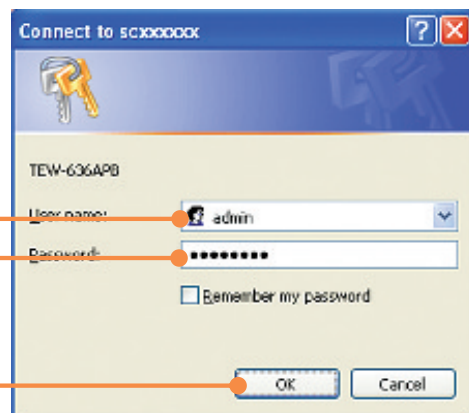 Connect to scxxxxxx
TEW-636APB
User name:
admin
Password:
••••••••
Remember my password
OK
Cancel